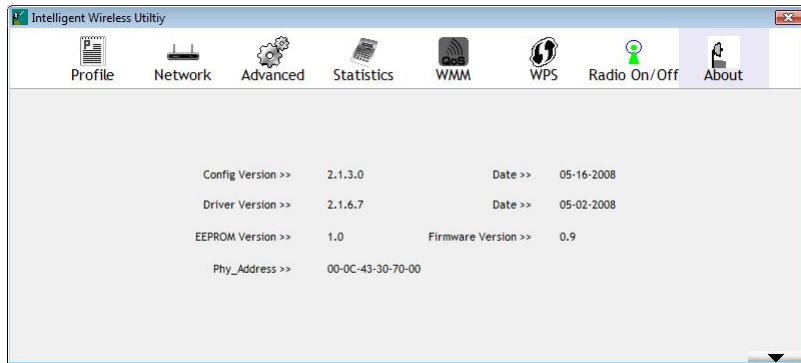 Intelligent Wireless Utiltiy
Profile Network Advanced Statistics QoS WMM WPS Radio On/Off About
Config Version >> 2.1.3.0 Date >> 05-16-2008
Driver Version >> 2.1.6.7 Date >> 05-02-2008
EEPROM Version >> 1.0 Firmware Version >> 0.9
Phy_Address >> 00-0C-43-30-70-00